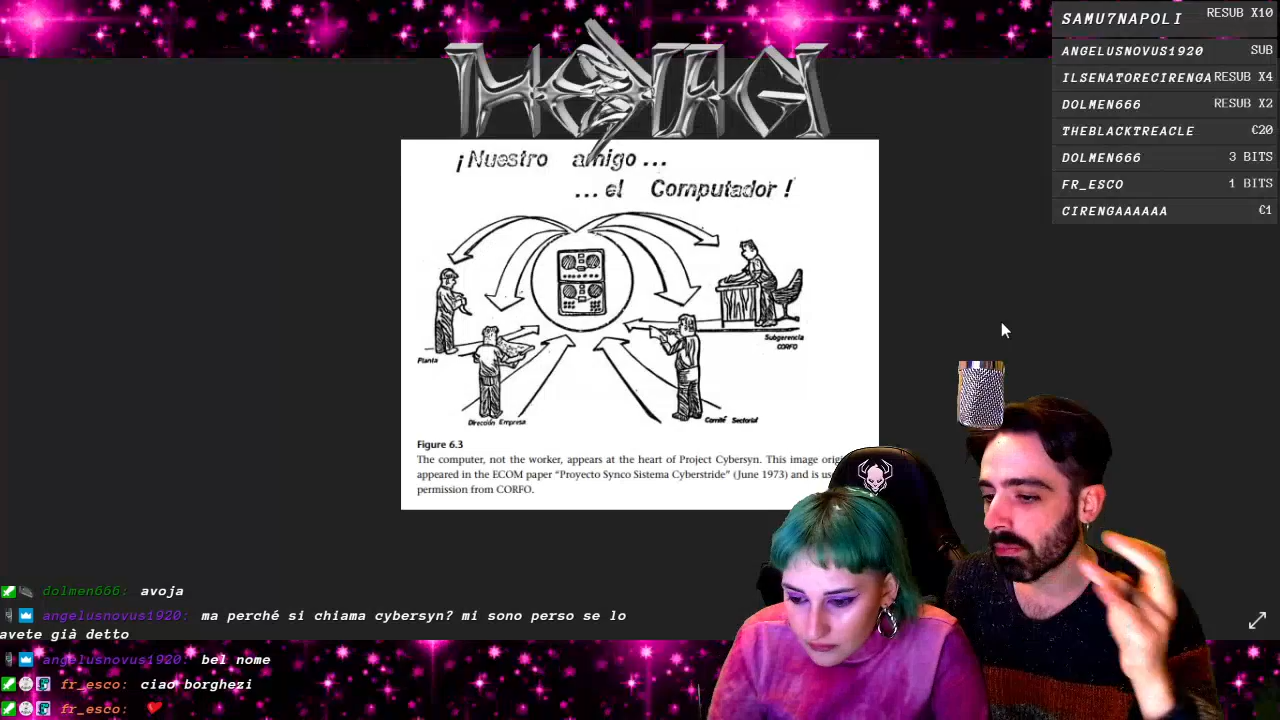 SAMU7NAPOLI RESUB X10
ANGELUSNOVUS1920 SUB
ILSENATORECIRENGA RESUB X4
DOLMEN666 RESUB X2
THEBLACKTREACLE €20
DOLMEN666 3 BITS
FR_ESCO 1 BITS
CIRENGAAAAAA €1
¡Nuestro amigo...
...el Computador!
Planta
Dirección Empresa
Subgerencia
CORFO
Comité Sectorial
Figure 6.3
The computer, not the worker, appears at the heart of Project Cybersyn. This image
appeared in the ECOM paper “Proyecto Synco Sistema Cyberstride” (June 1973) and is
permission from CORFO.
dolmen666: avoja
angelusnovus1920: ma perché si chiama cybersyn? mi sono perso se lo
avete già detto
angelusnovus1920: bel nome
fr_esco: ciao borghezi
fr_esco: